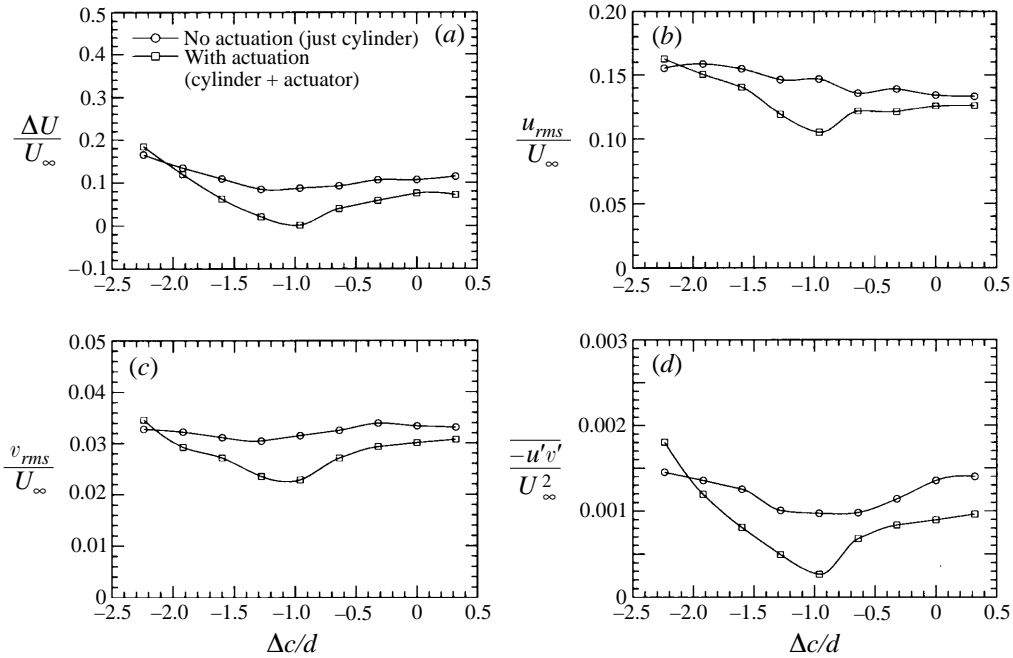 0.5
0.4
0.3
0.2
0.1
0
–0.1
ΔU
U∞
No actuation (just cylinder)
With actuation
(cylinder + actuator)
(a)
–2.5 –2.0 –1.5 –1.0 –0.5 0 0.5
0.20
0.15
0.10
0.05
0
u rms
U∞
(b)
–2.5 –2.0 –1.5 –1.0 –0.5 0 0.5
0.05
0.04
0.03
0.02
0.01
0
v rms
U∞
(c)
–2.5 –2.0 –1.5 –1.0 –0.5 0 0.5
Δc/d
0.003
0.002
0.001
0
–u'v'
U²∞
(d)
–2.5 –2.0 –1.5 –1.0 –0.5 0 0.5
Δc/d